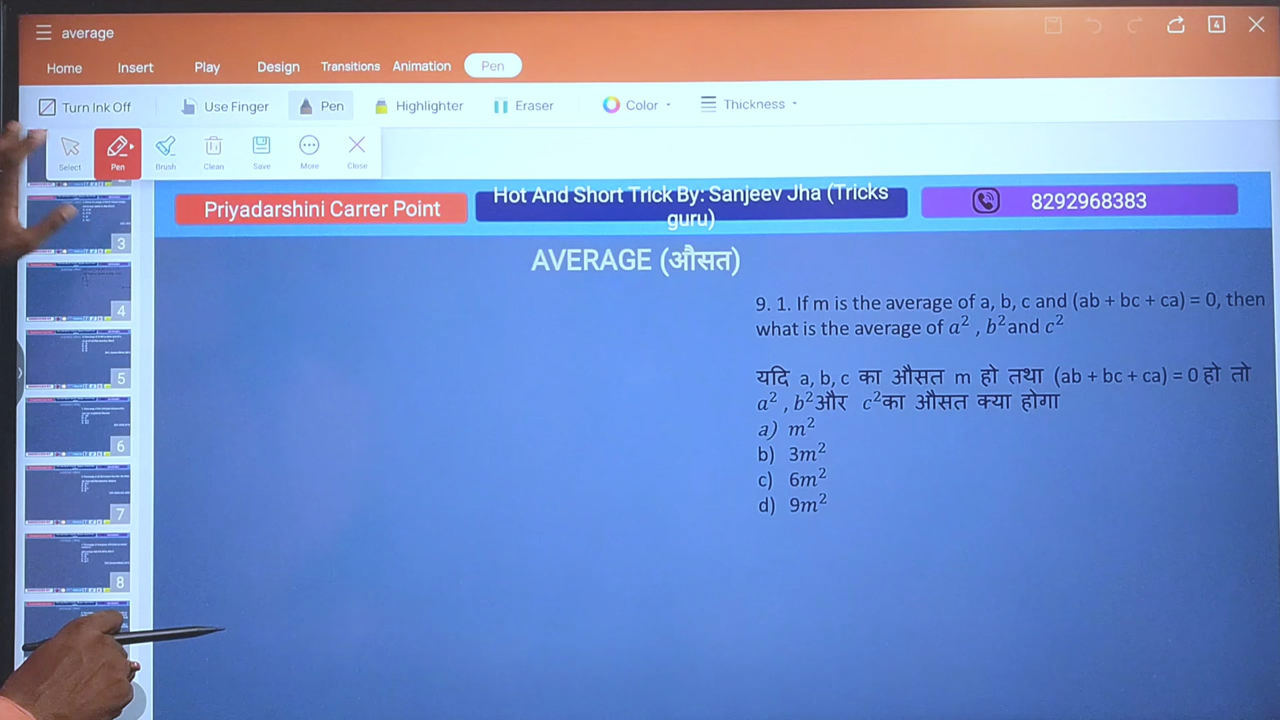 average
4
Home Insert Play Design Transitions Animation Pen
Turn Ink Off Use Finger Pen Highlighter Eraser Color Thickness
Select Pen Brush Clean Save More Close
Priyadarshini Carrer Point
Hot And Short Trick By: Sanjeev Jha (Tricks
guru)
8292968383
AVERAGE (औसत)
9. 1. If m is the average of a, b, c and (ab + bc + ca) = 0, then
what is the average of a² , b²and c²
यदि a, b, c का औसत m हो तथा (ab + bc + ca) = 0 हो तो
a² , b²और c²का औसत क्या होगा
a) m²
b) 3m²
c) 6m²
d) 9m²
3
4
5
6
7
8